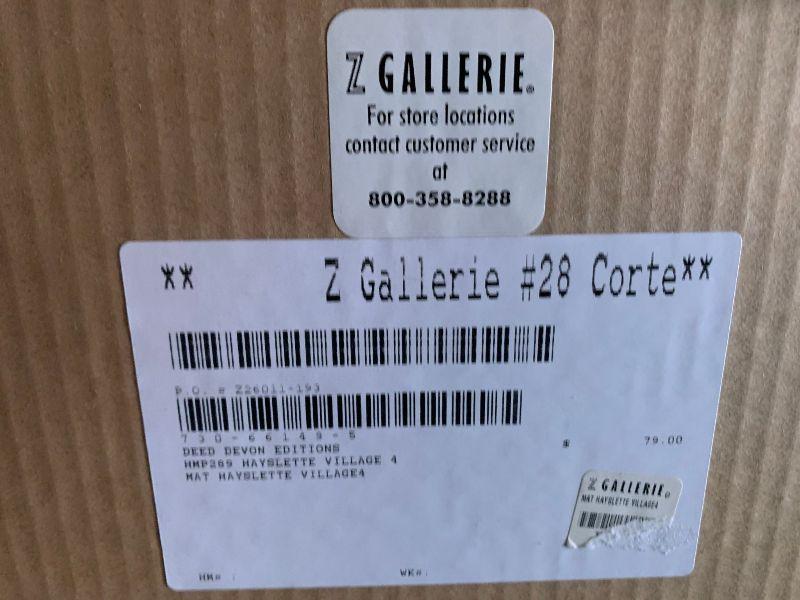 Z GALLERIE®
For store locations
contact customer service
at
800-358-8288
** Z Gallerie #28 Corte**
P.O. # Z26011-193
730-66149-5
$ 79.00
DEED DEVON EDITIONS
HMP269 HAYSLETTE VILLAGE 4
MAT HAYSLETTE VILLAGE4
Z GALLERIE®
MAT HAYSLETTE VILLAGE4
HM# :
WK# :